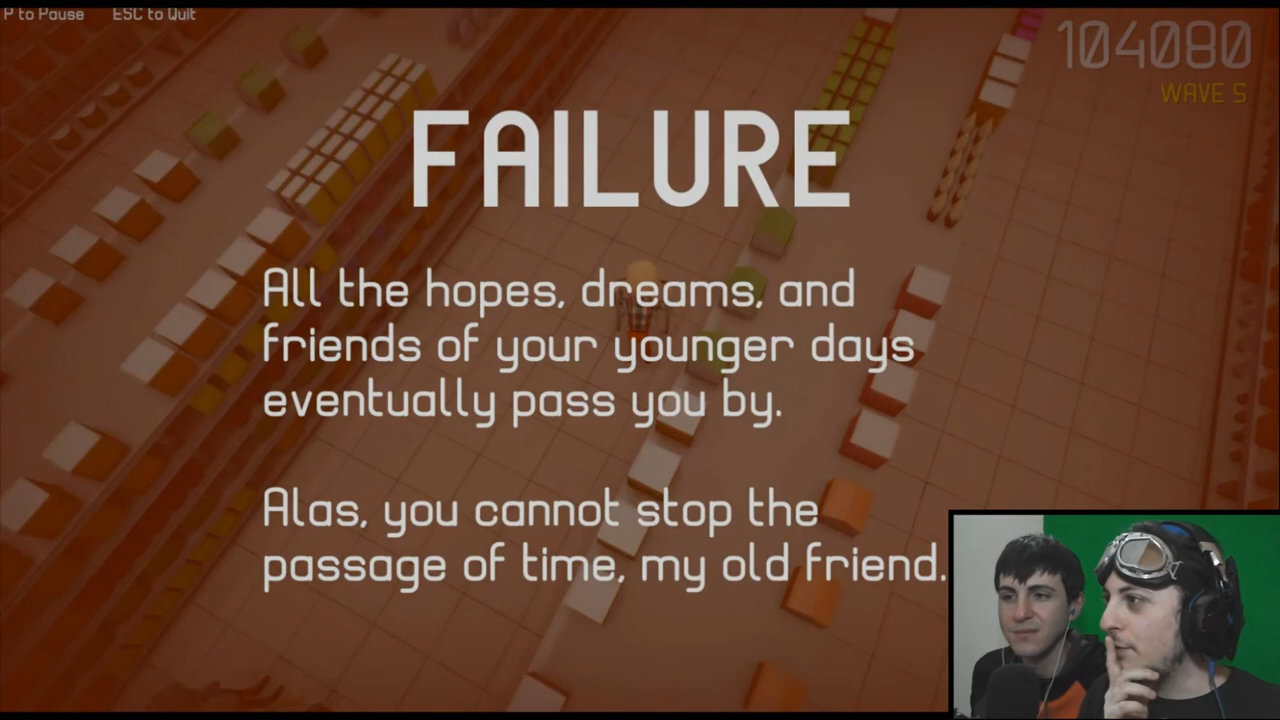 P to Pause ESC to Quit
104080
WAVE 5
FAILURE
All the hopes, dreams, and
friends of your younger days
eventually pass you by.
Alas, you cannot stop the
passage of time, my old friend.